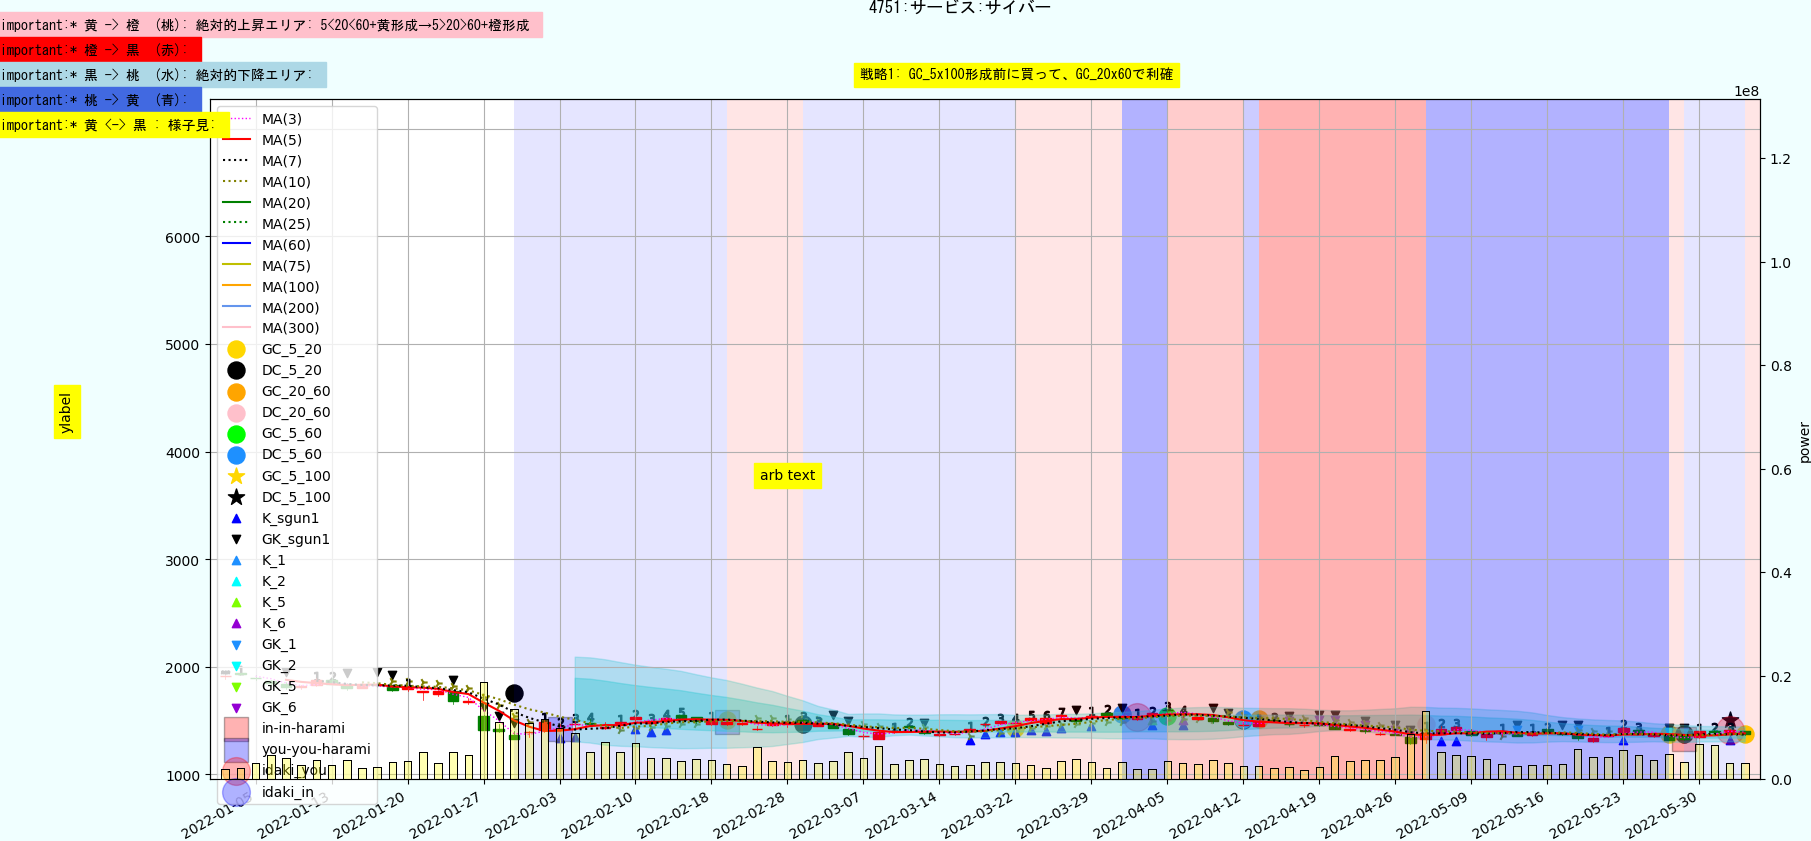 4751:サービス:サイバー
important:* 黄 -> 橙 (桃): 絶対的上昇エリア: 5<20<60+黄形成→5>20>60+橙形成
important:* 橙 -> 黒 (赤):
important:* 黒 -> 桃 (水): 絶対的下降エリア:
戦略1: GC_5x100形成前に買って、GC_20x60で利確
important:* 桃 -> 黄 (青):
important:* 黄 <-> 黒 : 様子見:
1e8
MA(3)
MA(5)
MA(7)
MA(10)
MA(20)
MA(25)
MA(60)
MA(75)
MA(100)
MA(200)
MA(300)
GC_5_20
DC_5_20
GC_20_60
DC_20_60
GC_5_60
DC_5_60
GC_5_100
DC_5_100
K_sgun1
GK_sgun1
K_1
K_2
K_5
K_6
GK_1
GK_2
GK_5
GK_6
in-in-harami
you-you-harami
idaki_you
idaki_in
6000
5000
4000
3000
2000
1000
ylabel
arb text
1.2
1.0
0.8
0.6
0.4
0.2
0.0
power
2022-01-05
2022-01-13
2022-01-20
2022-01-27
2022-02-03
2022-02-10
2022-02-18
2022-02-28
2022-03-07
2022-03-14
2022-03-22
2022-03-29
2022-04-05
2022-04-12
2022-04-19
2022-04-26
2022-05-09
2022-05-16
2022-05-23
2022-05-30